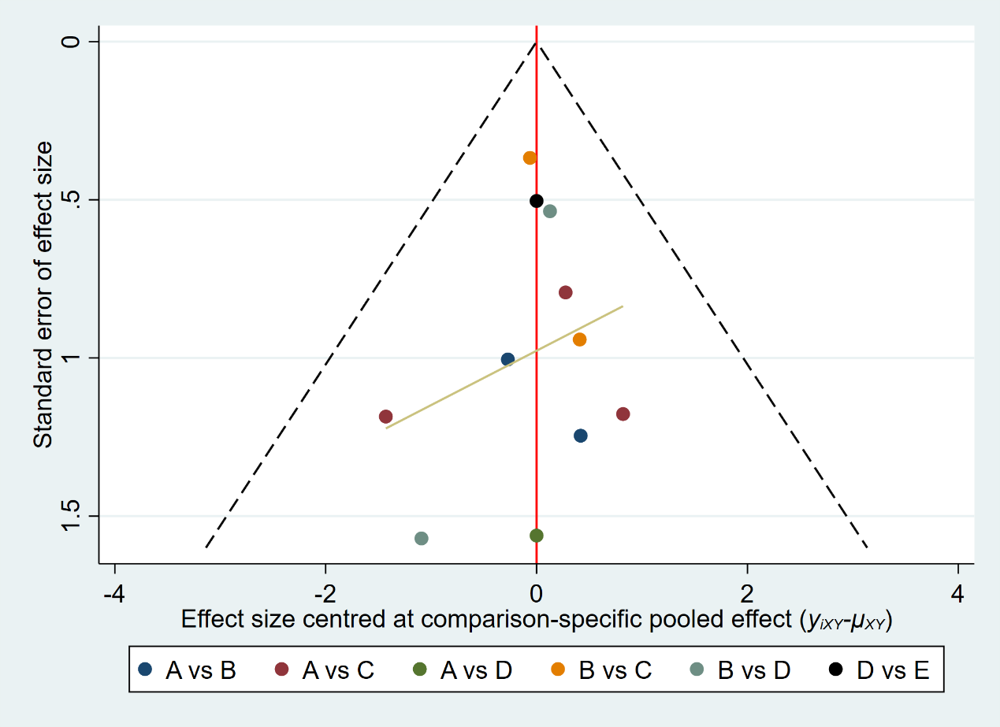 0
.5
1
1.5
Standard error of effect size
-4 -2 0 2 4
Effect size centred at comparison-specific pooled effect (yiXY-μXY)
A vs B A vs C A vs D B vs C B vs D D vs E